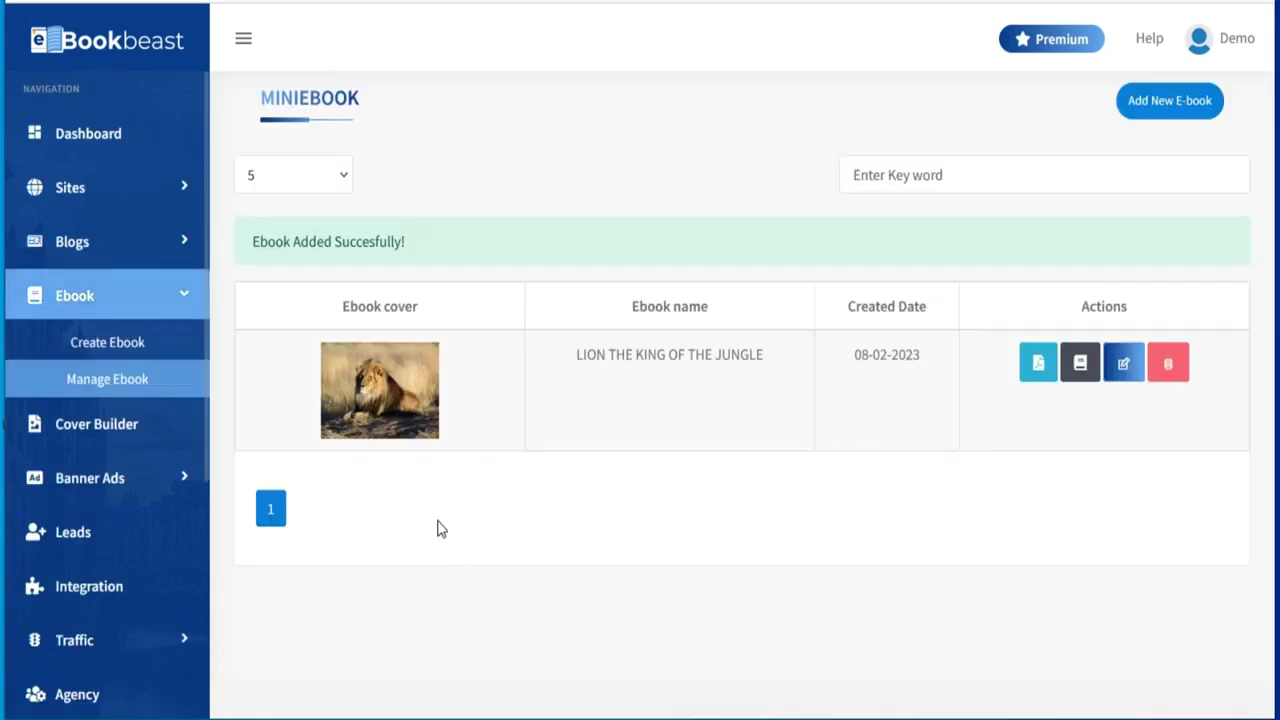 eBookbeast
Premium
Help
Demo
NAVIGATION
Dashboard
Sites
Blogs
Ebook
Create Ebook
Manage Ebook
Cover Builder
Ad
Banner Ads
Leads
Integration
Traffic
Agency
MINIEBOOK
Add New E-book
5
Enter Key word
Ebook Added Succesfully!
Ebook cover
Ebook name
Created Date
Actions
LION THE KING OF THE JUNGLE
08-02-2023
1